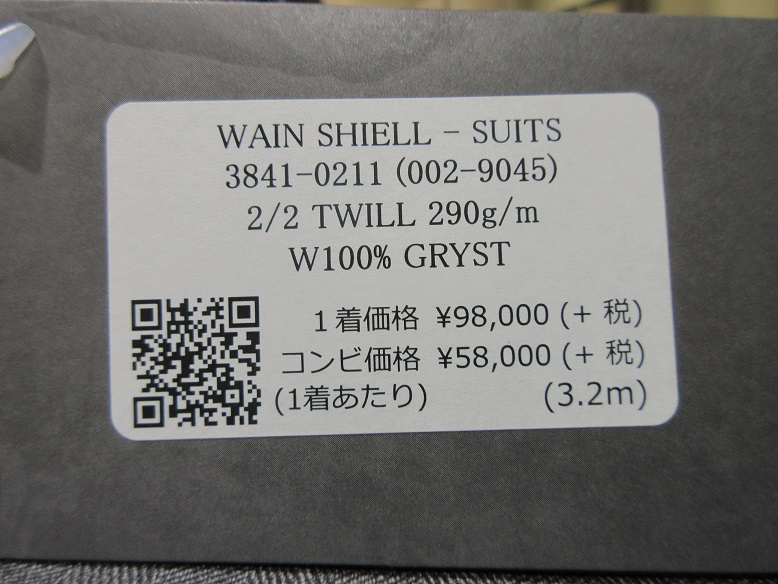 WAIN SHIELL - SUITS
3841-0211 (002-9045)
2/2 TWILL 290g/m
W100% GRYST
1着価格 ¥98,000 (+ 税)
コンビ価格 ¥58,000 (+ 税)
(1着あたり) (3.2m)